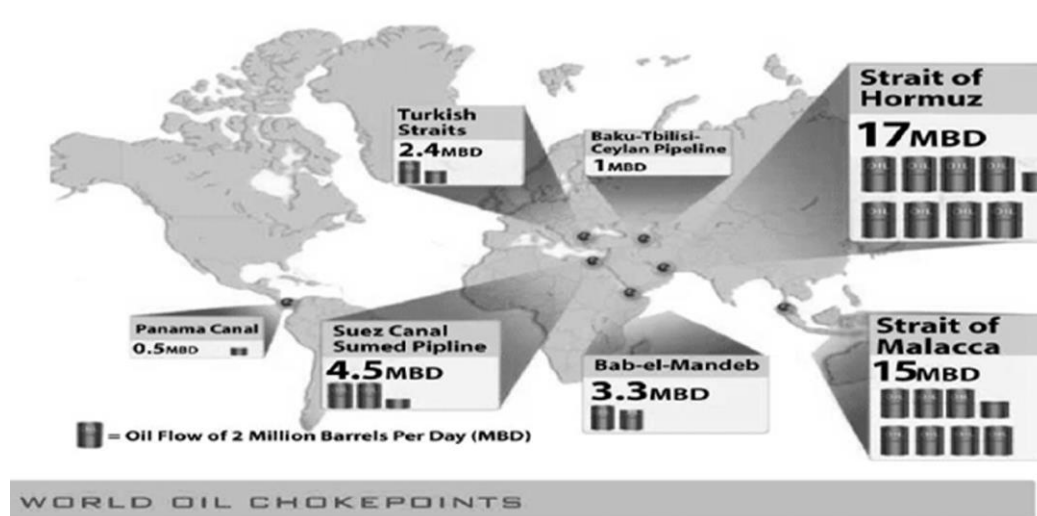 Strait of
Hormuz
17MBD
Turkish
Straits
2.4MBD
Baku-Tbilisi-
Ceylan Pipeline
1MBD
Panama Canal
0.5MBD
Suez Canal
Sumed Pipline
4.5MBD
Bab-el-Mandeb
3.3MBD
Strait of
Malacca
15MBD
= Oil Flow of 2 Million Barrels Per Day (MBD)
WORLD OIL CHOKEPOINTS